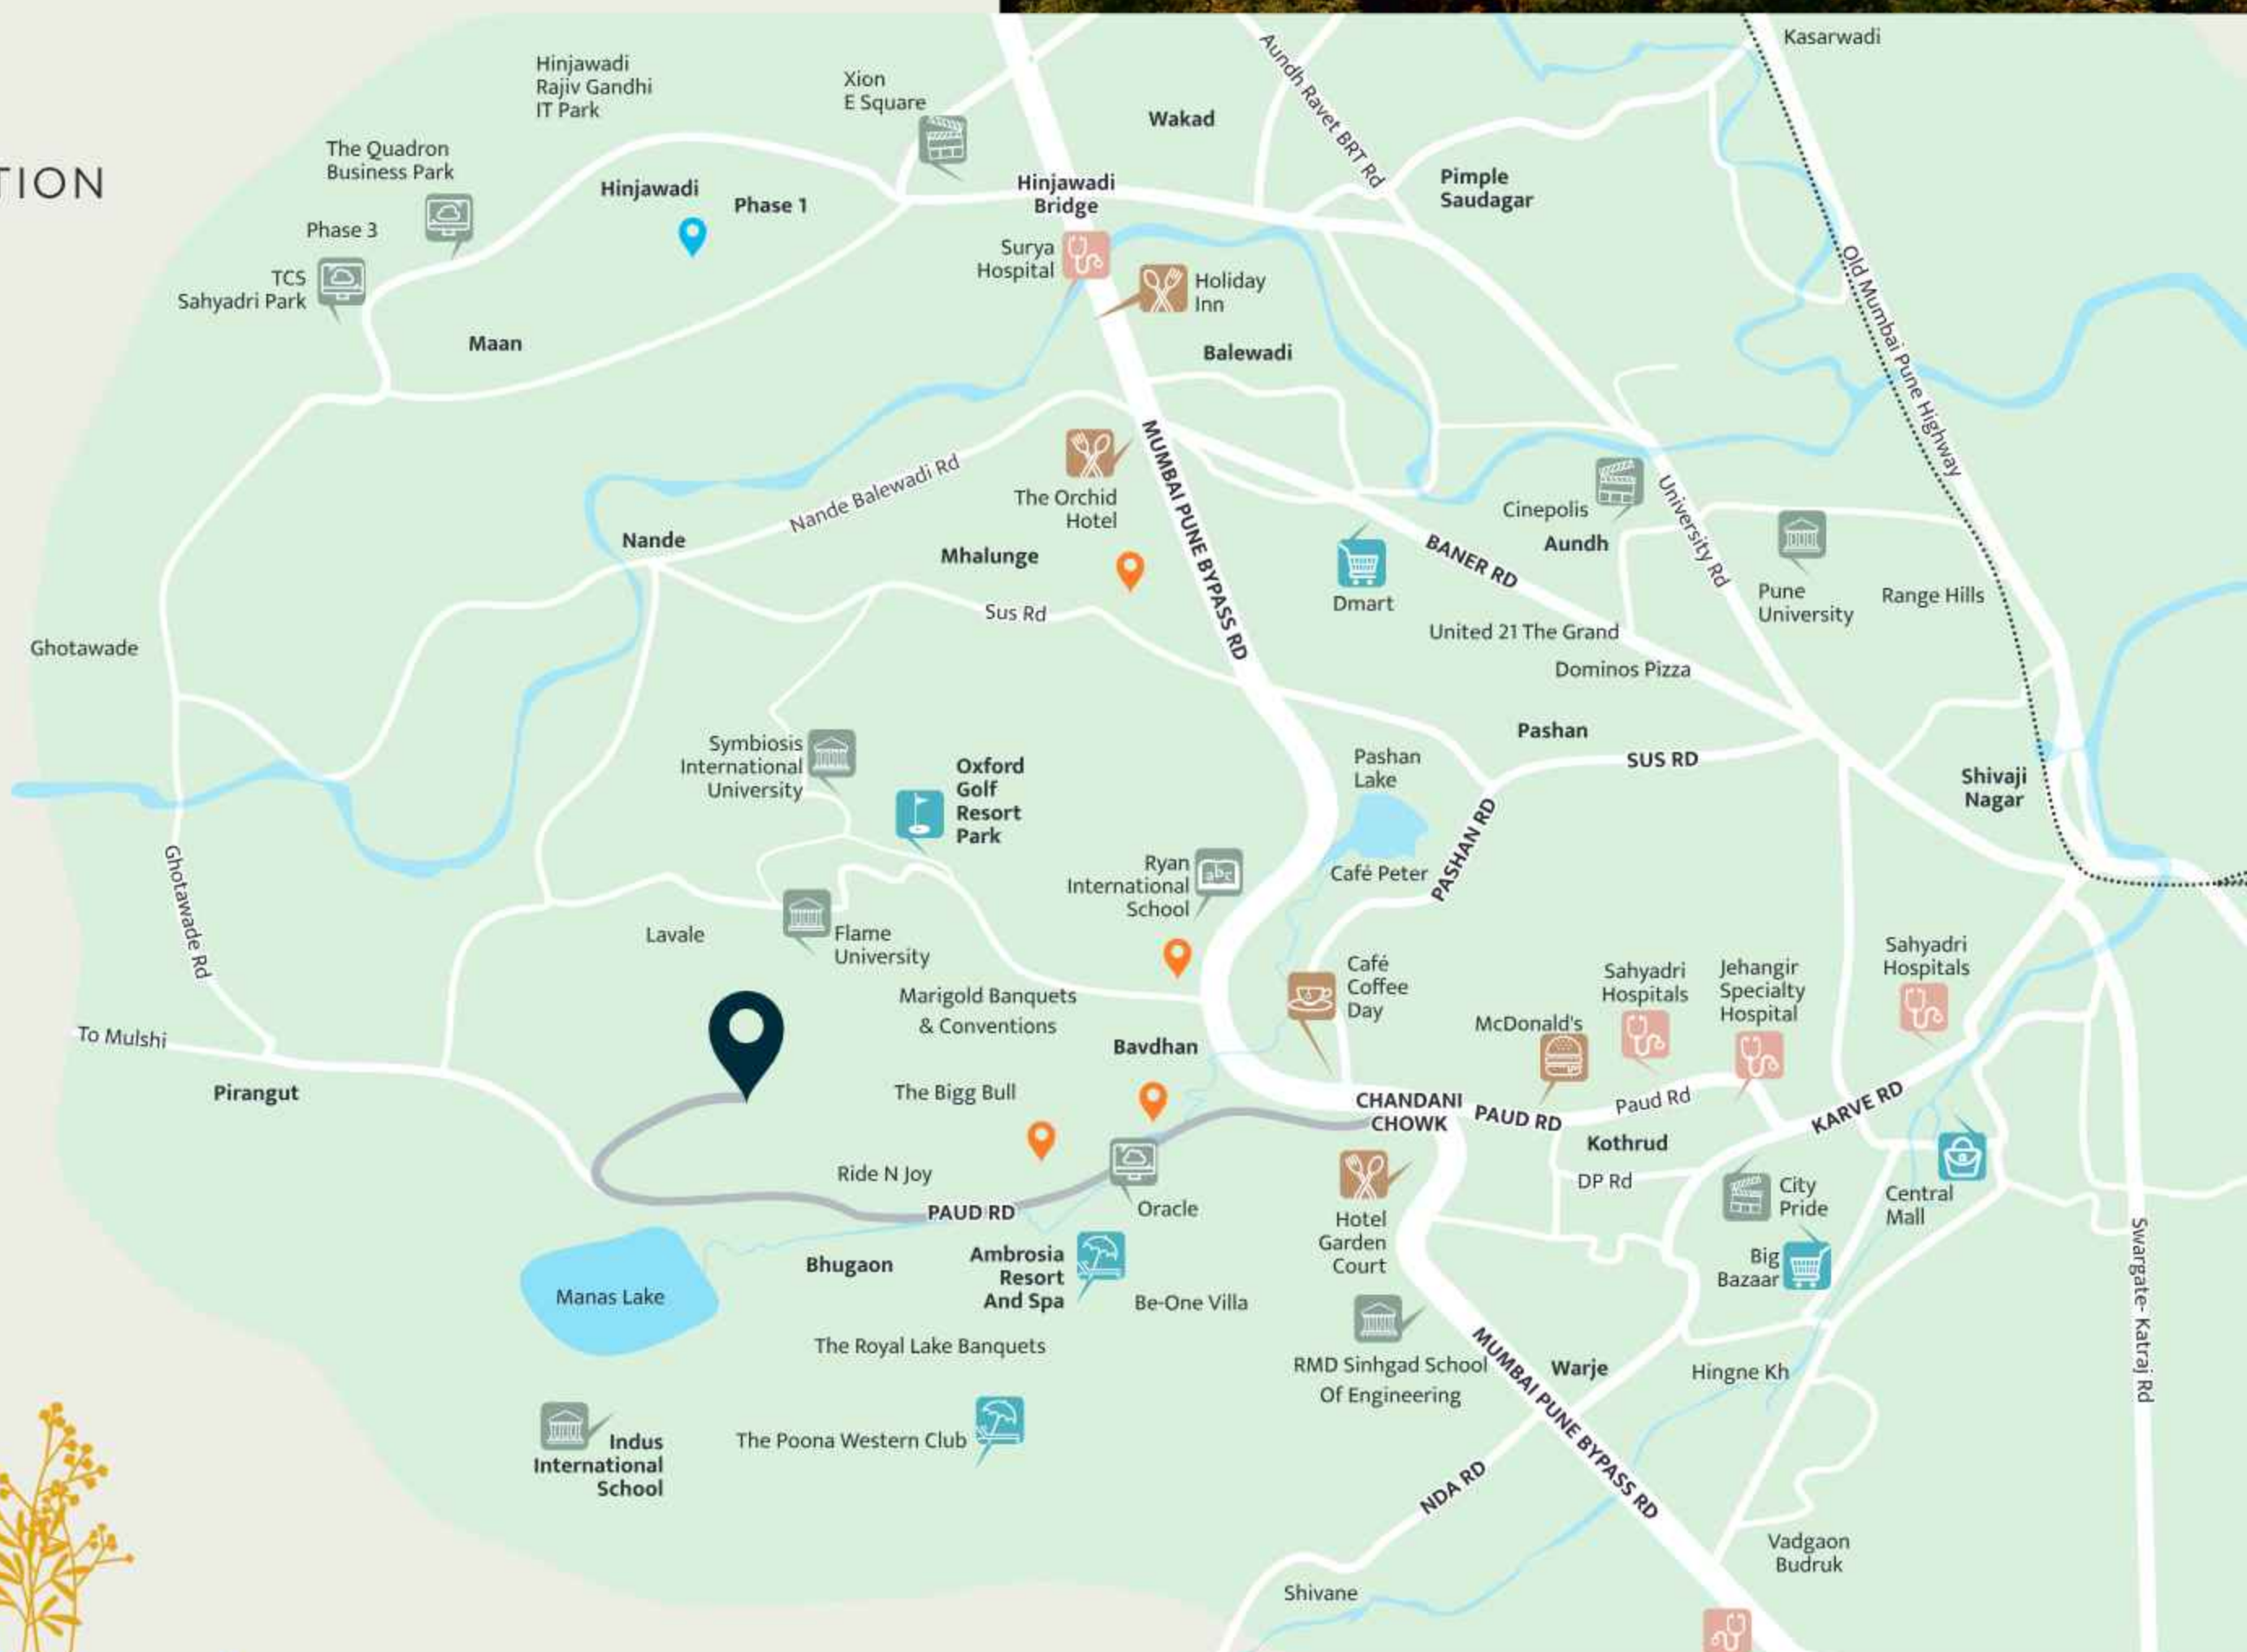 TION
Kasarwadi
Hinjawadi
Rajiv Gandhi
IT Park
Xion
E Square
Aundh Ravet BRT Rd
Wakad
The Quadron
Business Park
Hinjawadi
Phase 1
Hinjawadi
Bridge
Pimple
Saudagar
Phase 3
TCS
Sahyadri Park
Surya
Hospital
Holiday
Inn
Old Mumbai Pune Highway
Maan
Balewadi
Nande Balewadi Rd
The Orchid
Hotel
MUMBAI PUNE BYPASS RD
Cinepolis
University Rd
Nande
Mhalunge
BANER RD
Aundh
Dmart
Pune
University
Range Hills
Sus Rd
United 21 The Grand
Ghotawade
Dominos Pizza
Symbiosis
International
University
Oxford
Golf
Resort
Park
Pashan
Lake
Pashan
SUS RD
Shivaji
Nagar
PASHAN RD
Café Peter
Ryan
International
School
abc
Ghotawade Rd
Lavale
Flame
University
Marigold Banquets
& Conventions
Café
Coffee
Day
McDonald's
Sahyadri
Hospitals
Jehangir
Specialty
Hospital
Sahyadri
Hospitals
To Mulshi
Pirangut
Bavdhan
The Bigg Bull
CHANDANI
CHOWK
PAUD RD
Paud Rd
KARVE RD
Kothrud
Ride N Joy
DP Rd
PAUD RD
Oracle
City
Pride
Central
Mall
Hotel
Garden
Court
Bhugaon
Ambrosia
Resort
And Spa
Big
Bazaar
Manas Lake
Be-One Villa
Swargate- Katraj Rd
The Royal Lake Banquets
RMD Sinhgad School
Of Engineering
MUMBAI PUNE BYPASS RD
Warje
Hingne Kh
Indus
International
School
The Poona Western Club
NDA RD
Vadgaon
Budruk
Shivane